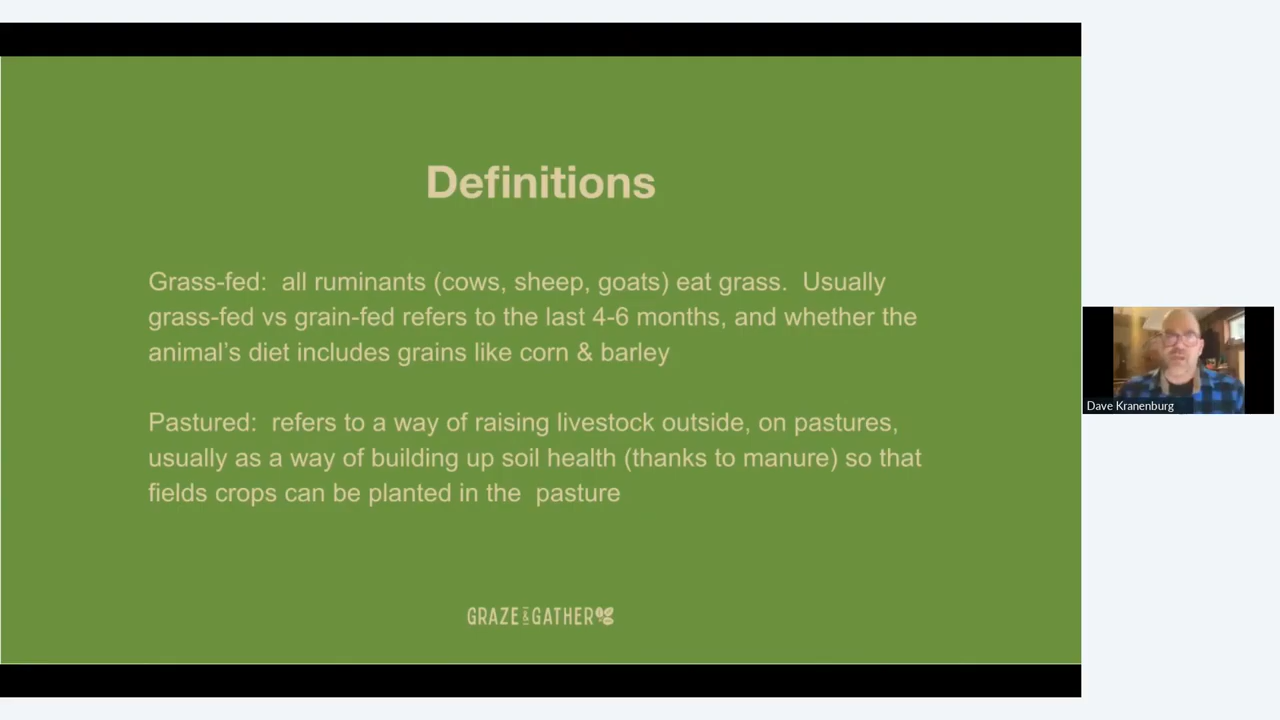 Definitions
Grass-fed:  all ruminants (cows, sheep, goats) eat grass.  Usually
grass-fed vs grain-fed refers to the last 4-6 months, and whether the
animal’s diet includes grains like corn & barley
Pastured:  refers to a way of raising livestock outside, on pastures,
usually as a way of building up soil health (thanks to manure) so that
fields crops can be planted in the  pasture
GRAZE & GATHER
Dave Kranenburg